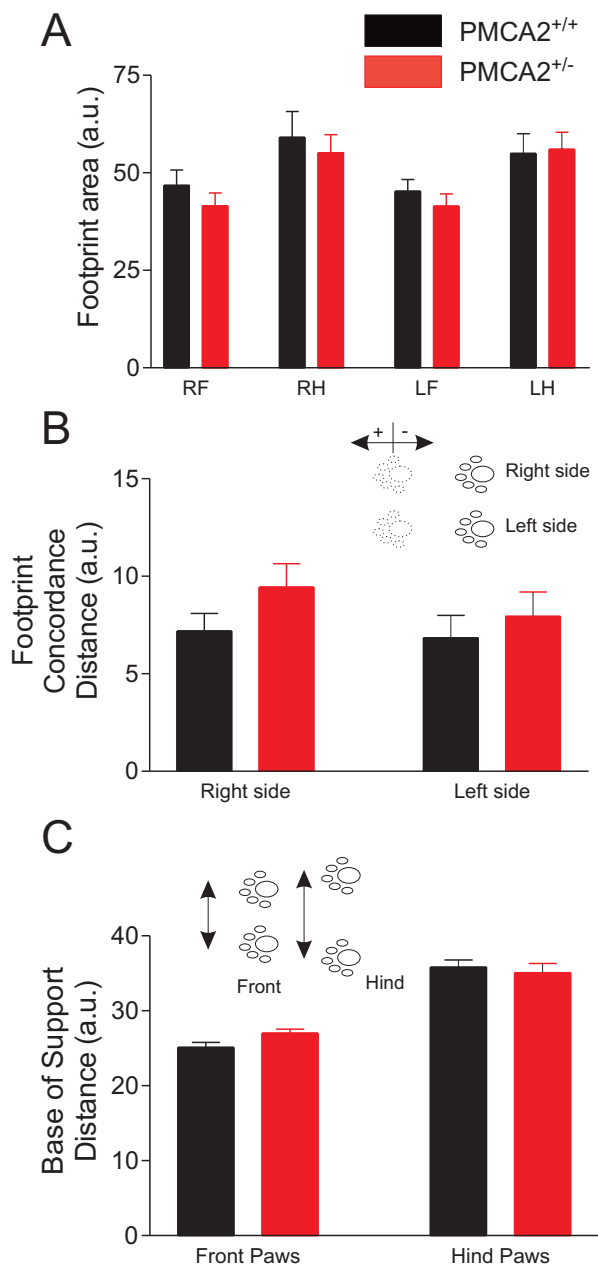 A
PMCA2+/+
PMCA2+/-
Footprint area (a.u.)
75
50
25
0
RF RH LF LH
B
+ -
Right side
Left side
Footprint
Concordance
Distance (a.u.)
15
10
5
0
Right side Left side
C
Front Hind
Base of Support
Distance (a.u.)
40
30
20
10
0
Front Paws Hind Paws